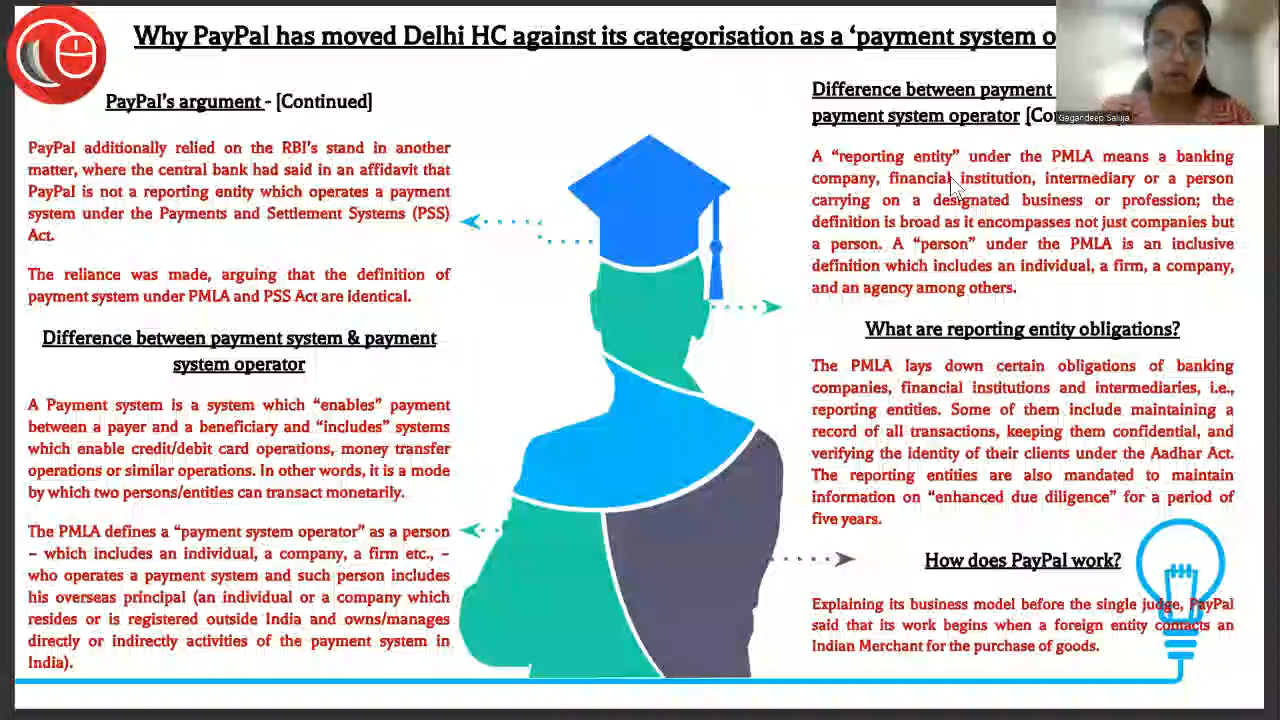 Why PayPal has moved Delhi HC against its categorisation as a ‘payment system o
PayPal’s argument - [Continued]
PayPal additionally relied on the RBI’s stand in another
matter, where the central bank had said in an affidavit that
PayPal is not a reporting entity which operates a payment
system under the Payments and Settlement Systems (PSS)
Act.
The reliance was made, arguing that the definition of
payment system under PMLA and PSS Act are identical.
Difference between payment system & payment
system operator
A Payment system is a system which “enables” payment
between a payer and a beneficiary and “includes” systems
which enable credit/debit card operations, money transfer
operations or similar operations. In other words, it is a mode
by which two persons/entities can transact monetarily.
The PMLA defines a “payment system operator” as a person
– which includes an individual, a company, a firm etc., –
who operates a payment system and such person includes
his overseas principal (an individual or a company which
resides or is registered outside India and owns/manages
directly or indirectly activities of the payment system in
India).
Difference between payment
payment system operator [Co
A “reporting entity” under the PMLA means a banking
company, financial institution, intermediary or a person
carrying on a designated business or profession; the
definition is broad as it encompasses not just companies but
a person. A “person” under the PMLA is an inclusive
definition which includes an individual, a firm, a company,
and an agency among others.
What are reporting entity obligations?
The PMLA lays down certain obligations of banking
companies, financial institutions and intermediaries, i.e.,
reporting entities. Some of them include maintaining a
record of all transactions, keeping them confidential, and
verifying the identity of their clients under the Aadhar Act.
The reporting entities are also mandated to maintain
information on “enhanced due diligence” for a period of
five years.
How does PayPal work?
Explaining its business model before the single judge, PayPal
said that its work begins when a foreign entity contacts an
Indian Merchant for the purchase of goods.
Gagandeep Saluja